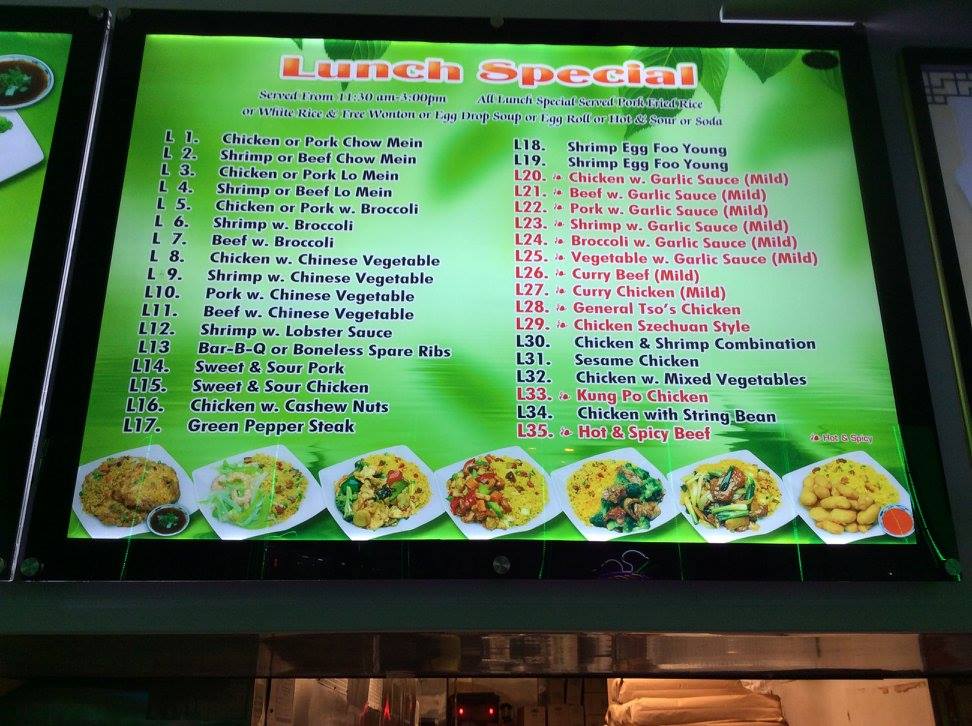 Lunch Special
Served From 11:30 am-3:00pm All Lunch Special Served Pork Fried Rice
or White Rice & Free Wonton or Egg Drop Soup or Egg Roll or Hot & Sour or Soda
L 1. Chicken or Pork Chow Mein
L 2. Shrimp or Beef Chow Mein
L 3. Chicken or Pork Lo Mein
L 4. Shrimp or Beef Lo Mein
L 5. Chicken or Pork w. Broccoli
L 6. Shrimp w. Broccoli
L 7. Beef w. Broccoli
L 8. Chicken w. Chinese Vegetable
L 9. Shrimp w. Chinese Vegetable
L10. Pork w. Chinese Vegetable
L11. Beef w. Chinese Vegetable
L12. Shrimp w. Lobster Sauce
L13 Bar-B-Q or Boneless Spare Ribs
L14. Sweet & Sour Pork
L15. Sweet & Sour Chicken
L16. Chicken w. Cashew Nuts
L17. Green Pepper Steak
L18. Shrimp Egg Foo Young
L19. Shrimp Egg Foo Young
L20. Chicken w. Garlic Sauce (Mild)
L21. Beef w. Garlic Sauce (Mild)
L22. Pork w. Garlic Sauce (Mild)
L23. Shrimp w. Garlic Sauce (Mild)
L24. Broccoli w. Garlic Sauce (Mild)
L25. Vegetable w. Garlic Sauce (Mild)
L26. Curry Beef (Mild)
L27. Curry Chicken (Mild)
L28. General Tso's Chicken
L29. Chicken Szechuan Style
L30. Chicken & Shrimp Combination
L31. Sesame Chicken
L32. Chicken w. Mixed Vegetables
L33. Kung Po Chicken
L34. Chicken with String Bean
L35. Hot & Spicy Beef
Hot & Spicy